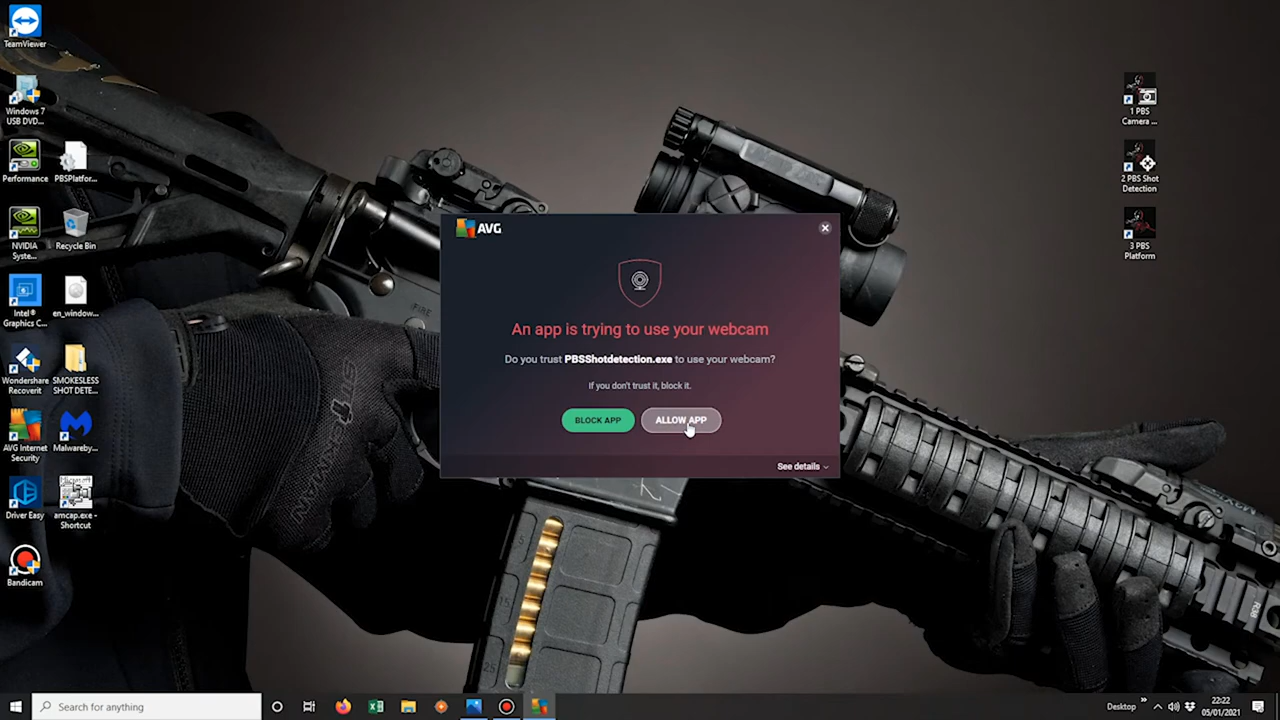 TeamViewer
Windows 7
USB DVD...
Performance
PBSPlatfor...
NVIDIA
Syste...
Recycle Bin
Intel®
Graphics C...
en_window...
Wondershare
Recoverit
SMOKESLESS
SHOT DETE...
AVG Internet
Security
Malwareby...
Driver Easy
amcap.exe -
Shortcut
Bandicam
1 PBS
Camera ...
2 PBS Shot
Detection
3 PBS
Platform
AVG
An app is trying to use your webcam
Do you trust PBSShotdetection.exe to use your webcam?
If you don't trust it, block it.
BLOCK APP
ALLOW APP
See details
Search for anything
Desktop
22:22
05/01/2021